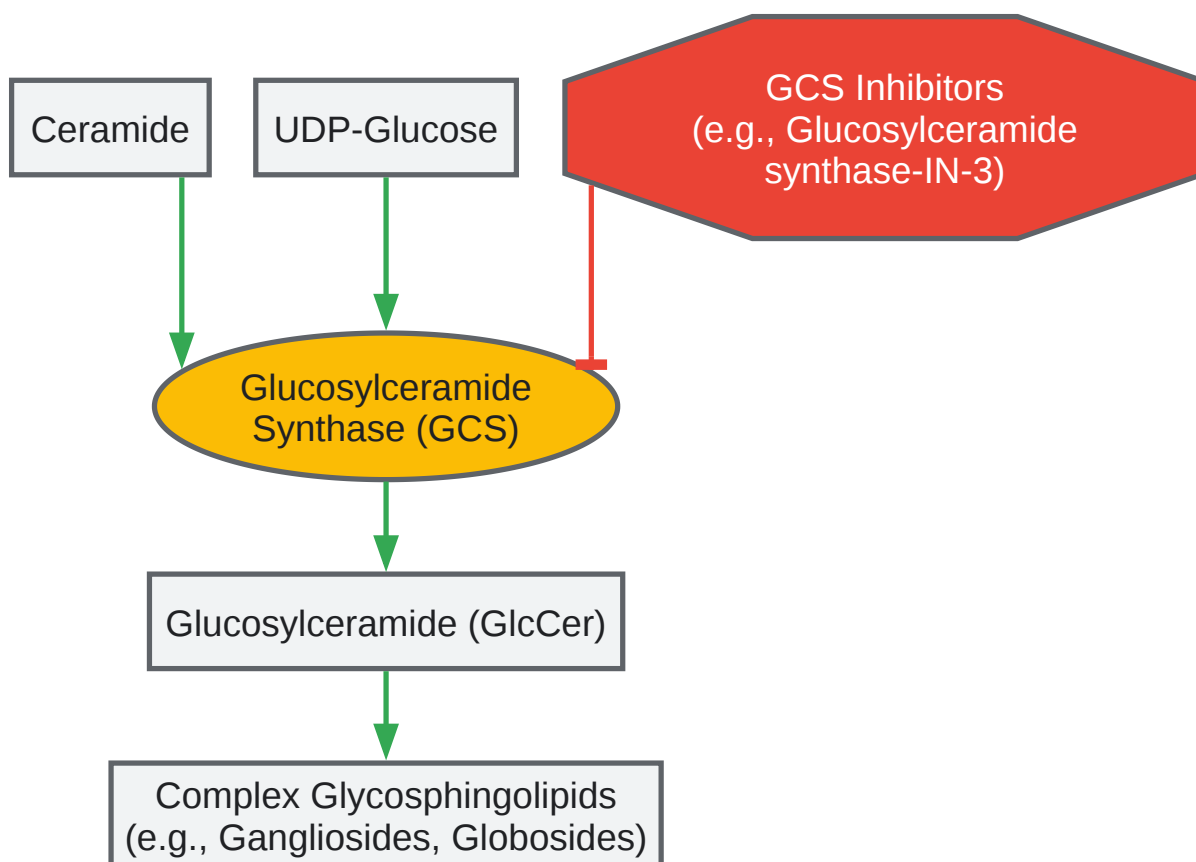 Ceramide
UDP-Glucose
GCS Inhibitors
(e.g., Glucosylceramide
synthase-IN-3)
Glucosylceramide
Synthase (GCS)
Glucosylceramide (GlcCer)
Complex Glycosphingolipids
(e.g., Gangliosides, Globosides)